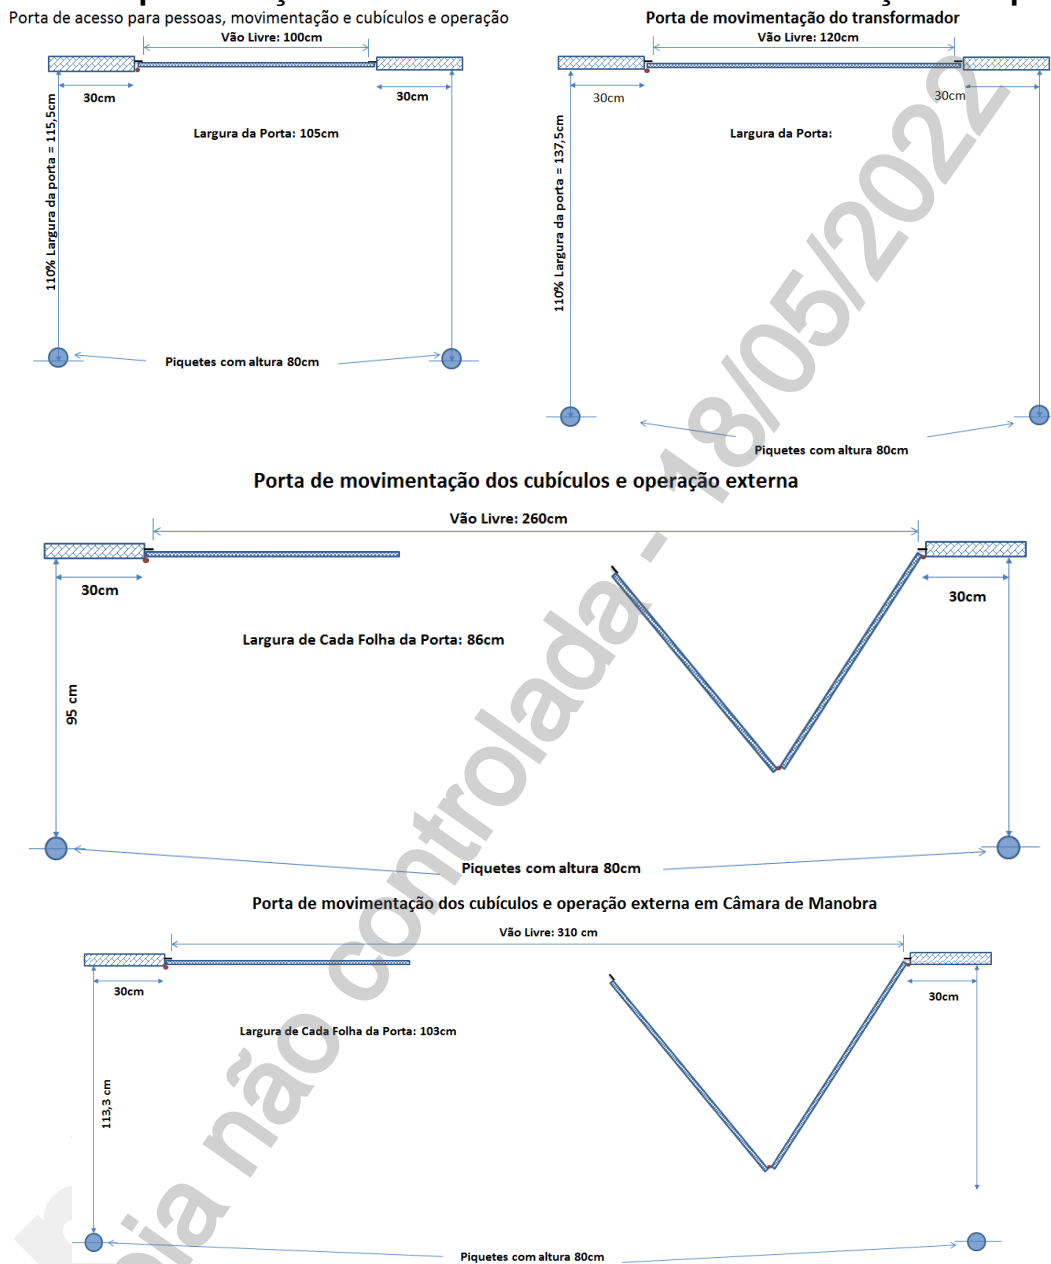 Porta de acesso para pessoas, movimentação e cubículos e operação
Vão Livre: 100cm
30cm
30cm
Largura da Porta: 105cm
110% Largura da porta = 115,5cm
Piquetes com altura 80cm
Porta de movimentação do transformador
Vão Livre: 120cm
30cm
30cm
Largura da Porta:
110% Largura da porta = 137,5cm
Piquetes com altura 80cm
Porta de movimentação dos cubículos e operação externa
Vão Livre: 260cm
30cm
30cm
Largura de Cada Folha da Porta: 86cm
95 cm
Piquetes com altura 80cm
Porta de movimentação dos cubículos e operação externa em Câmara de Manobra
Vão Livre: 310 cm
30cm
30cm
Largura de Cada Folha da Porta: 103cm
113,3 cm
Piquetes com altura 80cm
não controlada - 18/05/2022